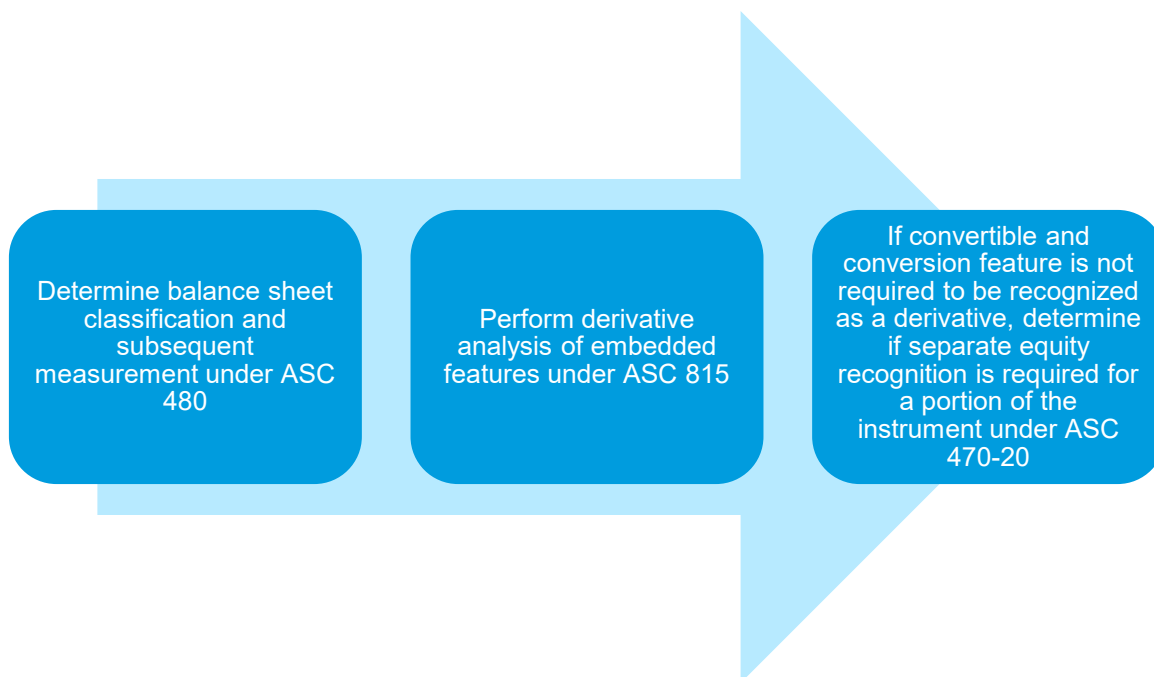 Determine balance sheet
classification and
subsequent
measurement under ASC
480
Perform derivative
analysis of embedded
features under ASC 815
If convertible and
conversion feature is not
required to be recognized
as a derivative, determine
if separate equity
recognition is required for
a portion of the
instrument under ASC
470-20